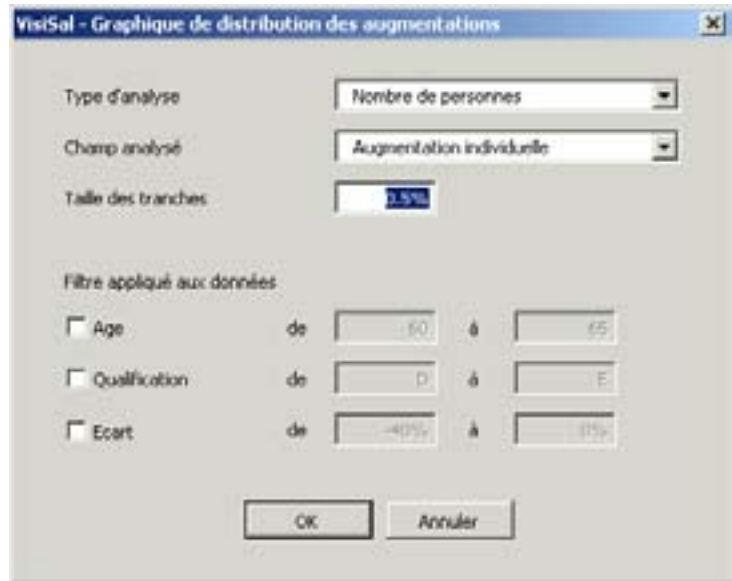 VisiSal - Graphique de distribution des augmentations
Type d'analyse Nombre de personnes
Champ analysé Augmentation individuelle
Taille des tranches 0.5%
Filtre appliqué aux données
Age de 60 à 65
Qualification de D à E
Ecart de -40% à 0%
OK Annuler